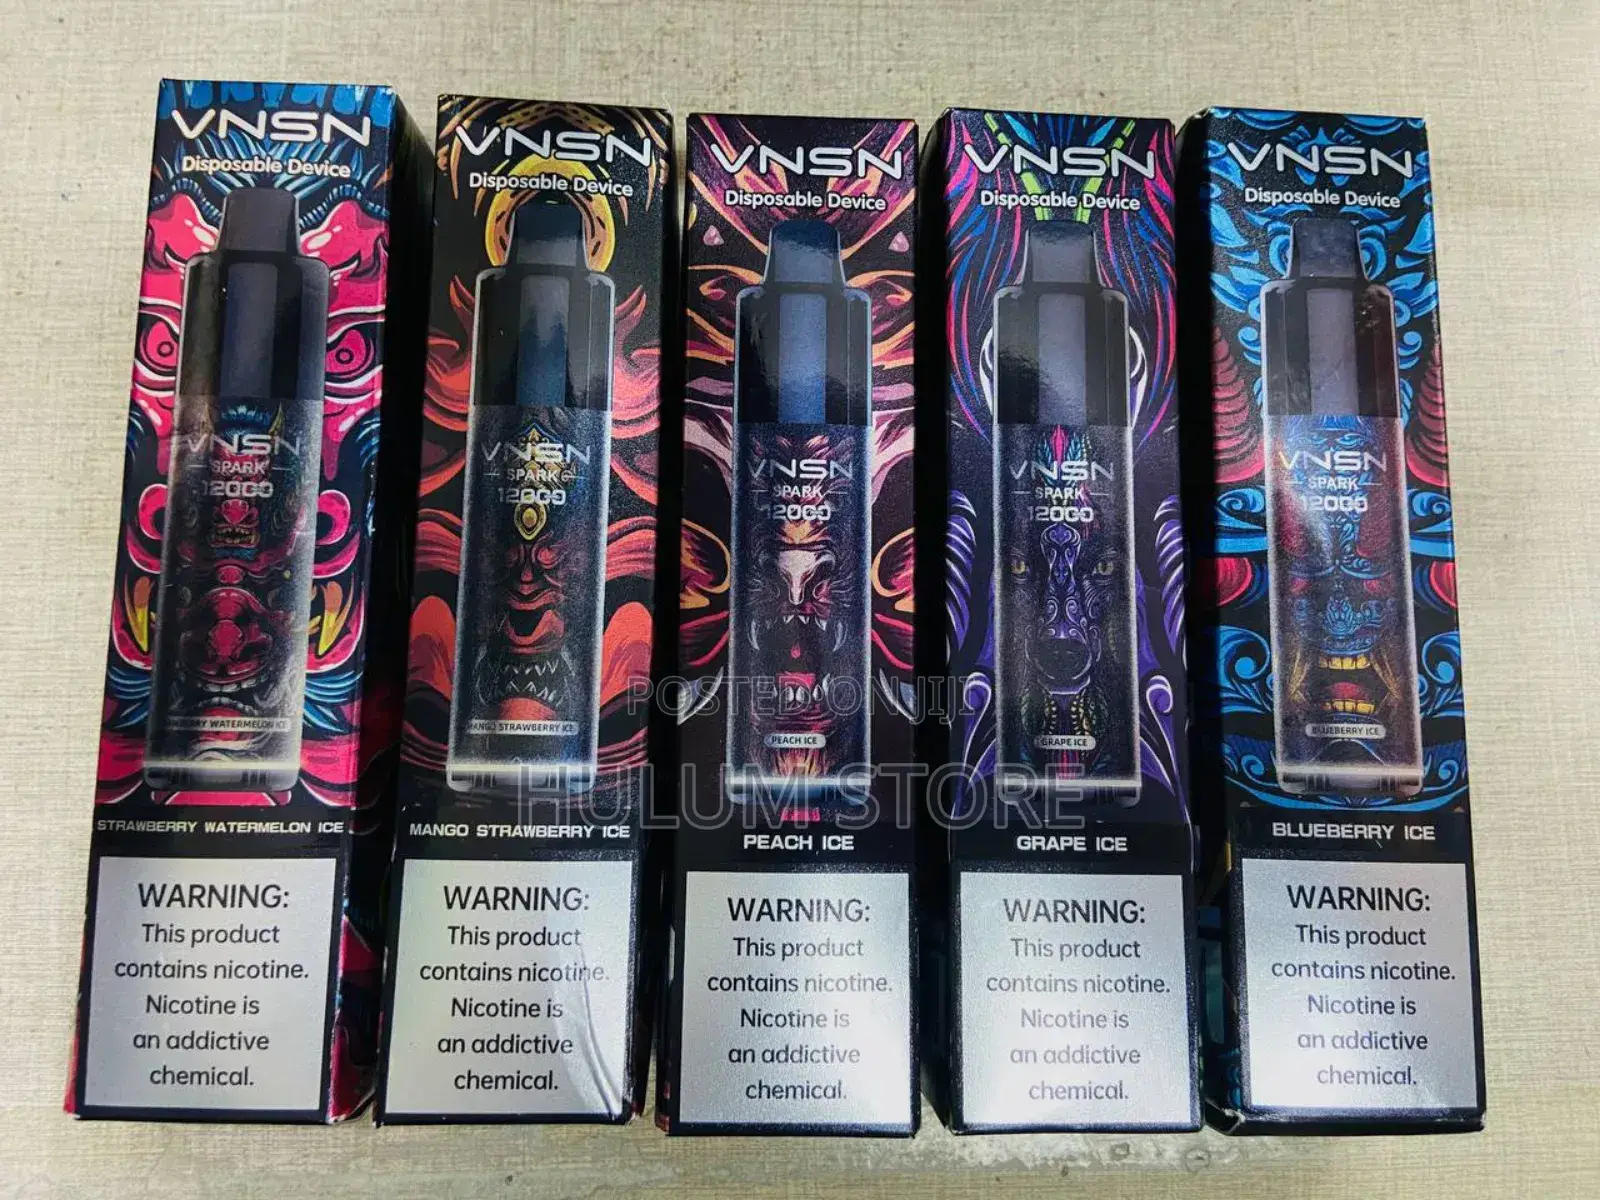 VNSN
Disposable Device
VNSN
SPARK
12000
STRAWBERRY WATERMELON ICE
WARNING:
This product
contains nicotine.
Nicotine is
an addictive
chemical.
VNSN
Disposable Device
VNSN
SPARK
12000
MANGO STRAWBERRY ICE
MANGO STRAWBERRY ICE
WARNING:
This product
contains nicotine.
Nicotine is
an addictive
chemical.
VNSN
Disposable Device
VNSN
SPARK
12000
PEACH ICE
PEACH ICE
WARNING:
This product
contains nicotine.
Nicotine is
an addictive
chemical.
VNSN
Disposable Device
VNSN
SPARK
12000
GRAPE ICE
GRAPE ICE
WARNING:
This product
contains nicotine.
Nicotine is
an addictive
chemical.
VNSN
Disposable Device
VNSN
SPARK
12000
BLUEBERRY ICE
BLUEBERRY ICE
WARNING:
This product
contains nicotine.
Nicotine is
an addictive
chemical.
POSTED ON JIJI
HULUM STORE